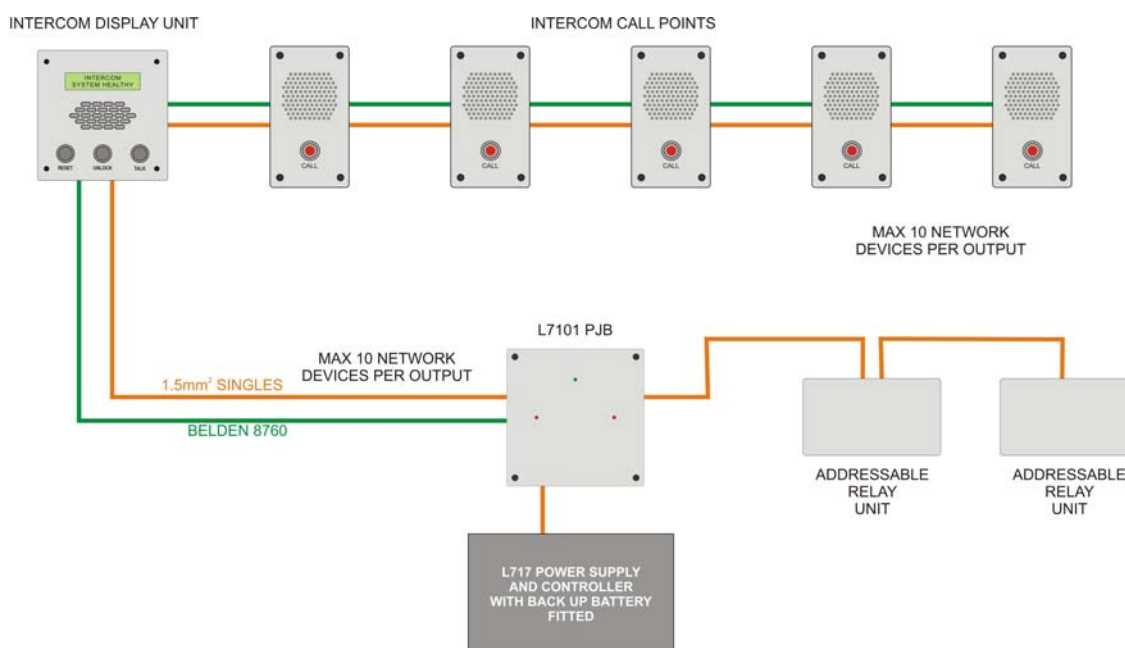 INTERCOM DISPLAY UNIT
INTERCOM CALL POINTS
INTERCOM
SYSTEM HEALTHY
RESET
UNLOCK
TALK
CALL
CALL
CALL
CALL
CALL
MAX 10 NETWORK
DEVICES PER OUTPUT
L7101 PJB
MAX 10 NETWORK
DEVICES PER OUTPUT
1.5mm² SINGLES
BELDEN 8760
ADDRESSABLE
RELAY
UNIT
ADDRESSABLE
RELAY
UNIT
L717 POWER SUPPLY
AND CONTROLLER
WITH BACK UP BATTERY
FITTED